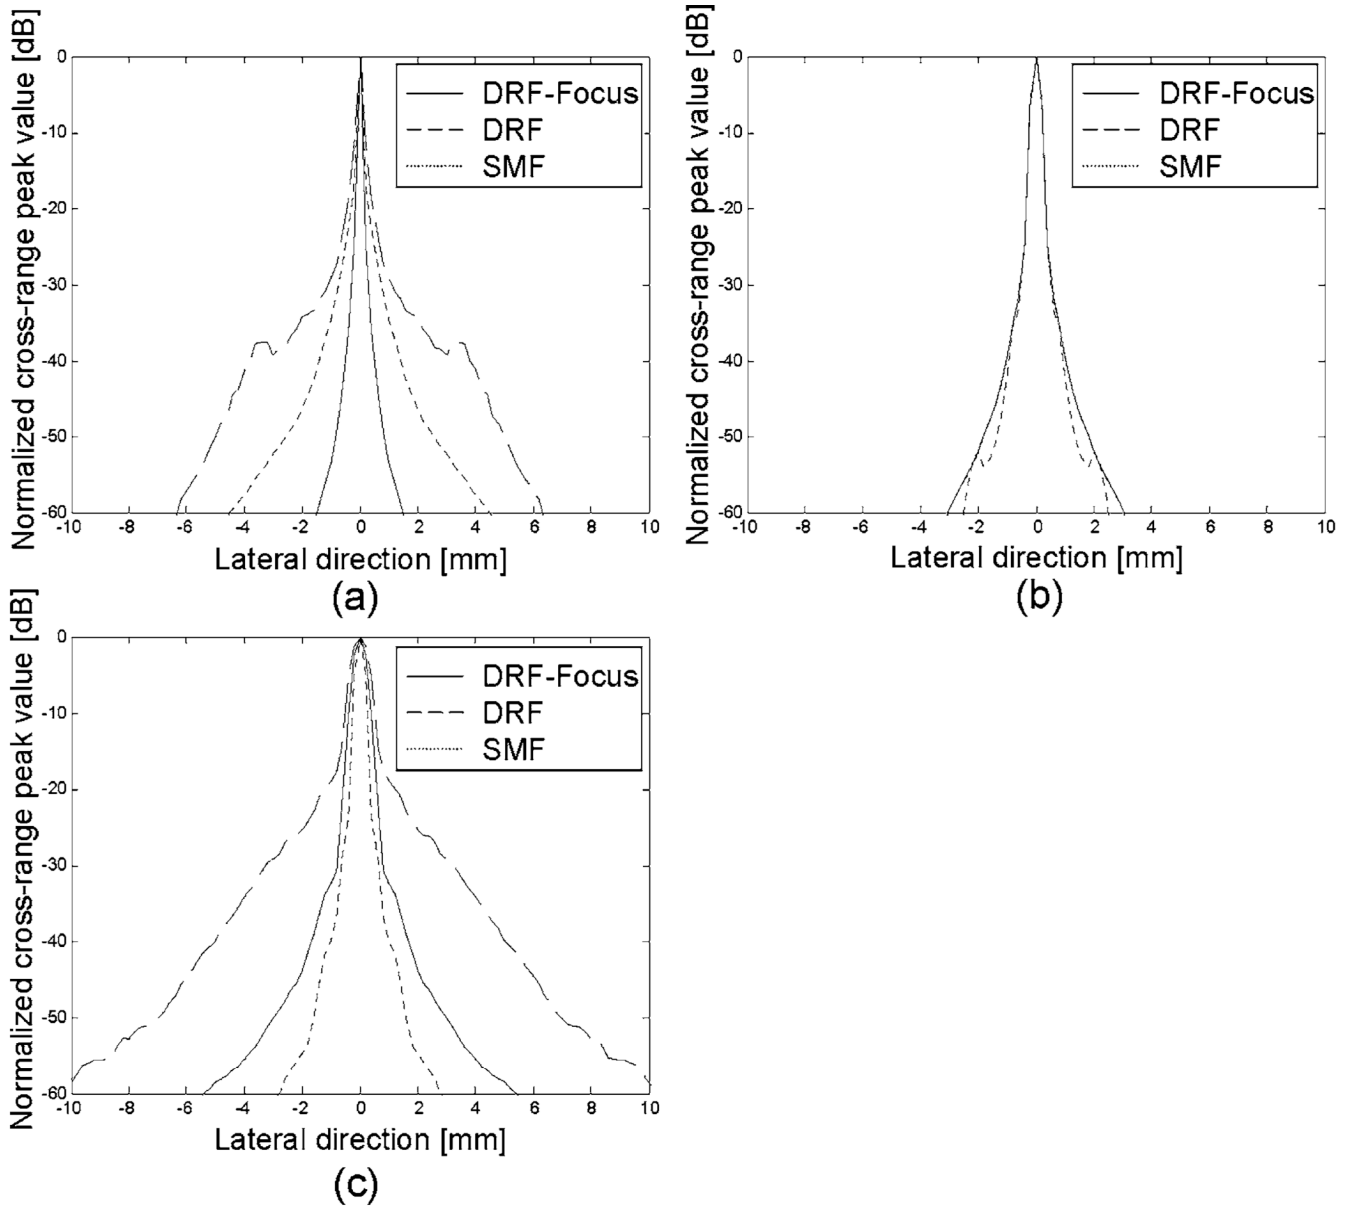 Normalized cross-range peak value [dB]
0
-10
-20
-30
-40
-50
-60
-10 -8 -6 -4 -2 0 2 4 6 8 10
Lateral direction [mm]
DRF-Focus
DRF
SMF
(a)
Normalized cross-range peak value [dB]
0
-10
-20
-30
-40
-50
-60
-10 -8 -6 -4 -2 0 2 4 6 8 10
Lateral direction [mm]
DRF-Focus
DRF
SMF
(b)
Normalized cross-range peak value [dB]
0
-10
-20
-30
-40
-50
-60
-10 -8 -6 -4 -2 0 2 4 6 8 10
Lateral direction [mm]
DRF-Focus
DRF
SMF
(c)